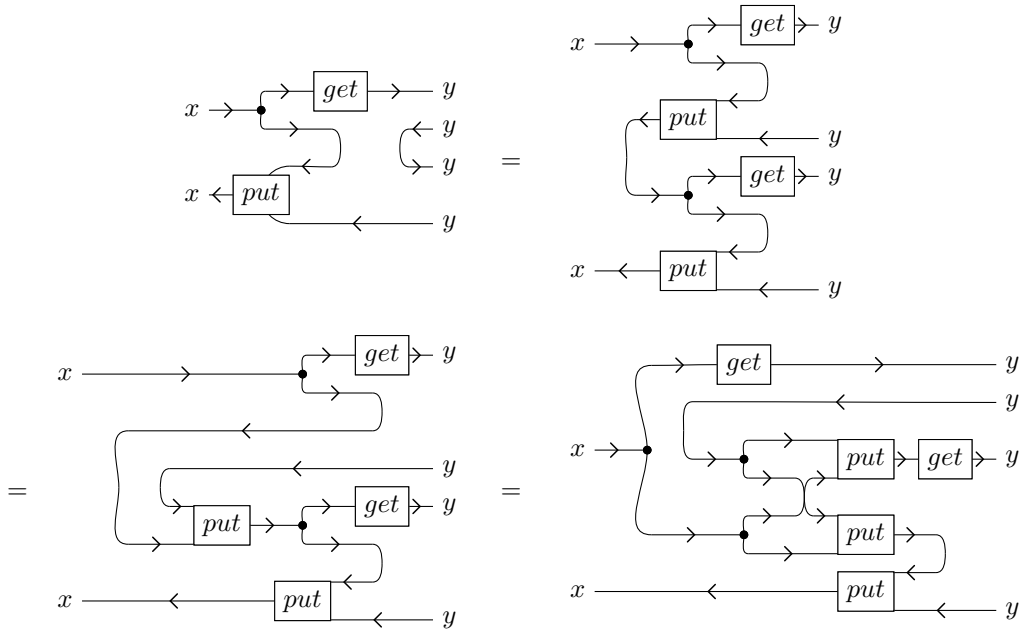 x get y
y
y
x put y
=
x get y
put y
get y
x put y
=
x get y
y
put get y
x put y
=
x get y
y
put get y
put
x put y